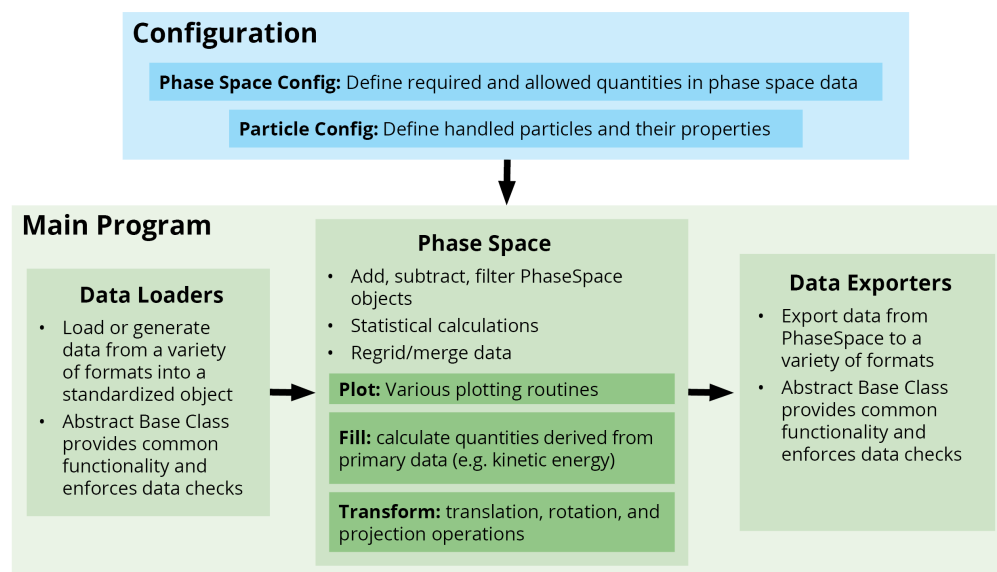 Configuration
Phase Space Config: Define required and allowed quantities in phase space data
Particle Config: Define handled particles and their properties
Main Program
Data Loaders
• Load or generate
data from a variety
of formats into a
standardized object
• Abstract Base Class
provides common
functionality and
enforces data checks
Phase Space
• Add, subtract, filter PhaseSpace
objects
• Statistical calculations
• Regrid/merge data
Plot: Various plotting routines
Fill: calculate quantities derived from
primary data (e.g. kinetic energy)
Transform: translation, rotation, and
projection operations
Data Exporters
• Export data from
PhaseSpace to a
variety of formats
• Abstract Base Class
provides common
functionality and
enforces data checks